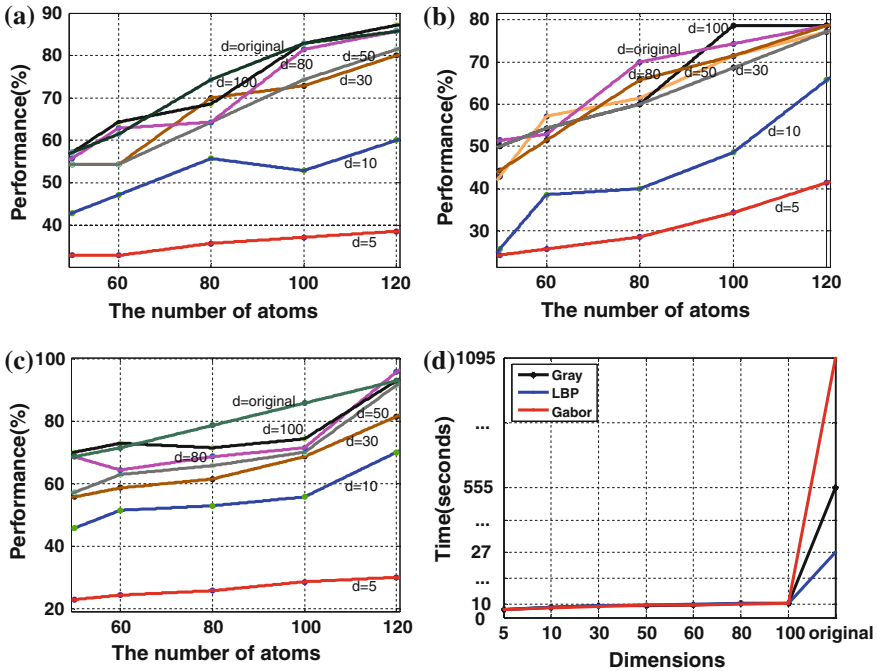 (a)
Performance(%)
90
80
70
60
50
40
d=original
d=100
d=80
d=50
d=30
d=10
d=5
60 80 100 120
The number of atoms
(b)
Performance(%)
80
70
60
50
40
30
d=100
d=original
d=80
d=50
d=30
d=10
d=5
60 80 100 120
The number of atoms
(c)
Performance(%)
100
80
60
40
20
d=original
d=100
d=80
d=50
d=30
d=10
d=5
60 80 100 120
The number of atoms
(d)
Time(seconds)
1095
...
555
...
27
...
10
0
Gray
LBP
Gabor
5 10 30 50 60 80 100 original
Dimensions